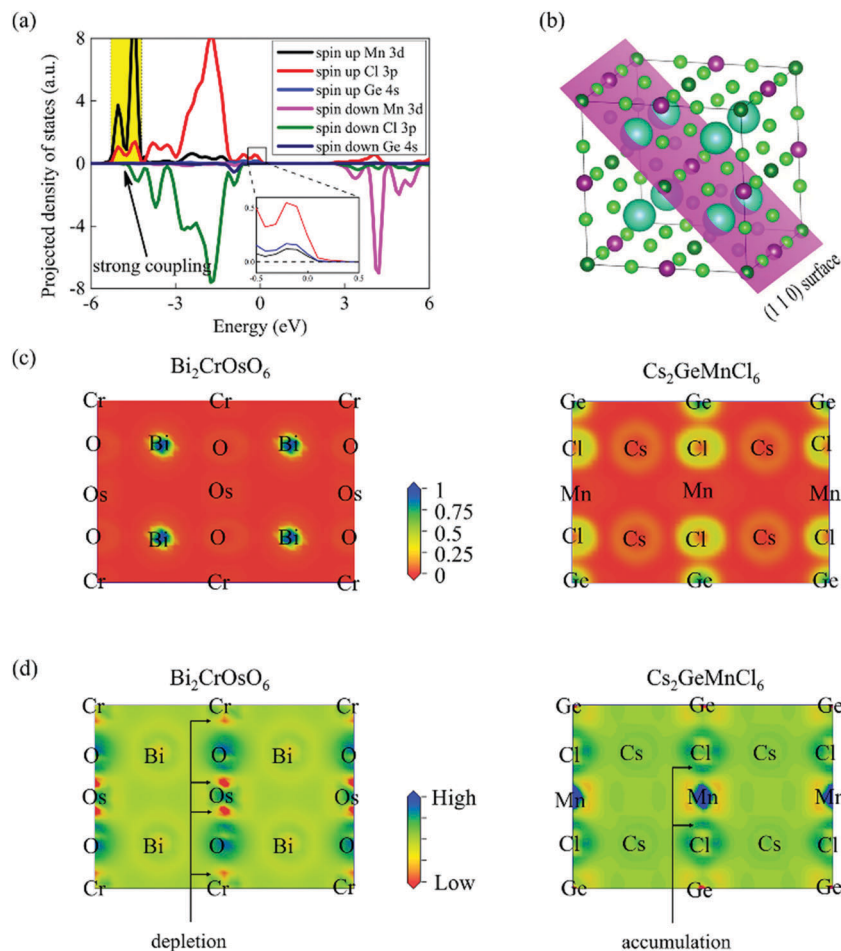 (a)
(b)
8
4
0
-4
-8
Projected density of states (a.u.)
spin up Mn 3d
spin up Cl 3p
spin up Ge 4s
spin down Mn 3d
spin down Cl 3p
spin down Ge 4s
strong coupling
0.3
0.0
-0.5 0.0 0.5
-6 -3 0 3 6
Energy (eV)
(1 1 0) surface
(c)
Bi₂CrOsO₆
Cs₂GeMnCl₆
Cr Cr Cr
O Bi O Bi O
Os Os Os
O Bi O Bi O
Cr Cr Cr
1
0.75
0.5
0.25
0
Ge Ge Ge
Cl Cs Cl Cs Cl
Mn Mn Mn
Cl Cs Cl Cs Cl
Ge Ge Ge
(d)
Bi₂CrOsO₆
Cs₂GeMnCl₆
Cr Cr Cr
O Bi O Bi O
Os Os Os
O Bi O Bi O
Cr Cr Cr
depletion
High
Low
Ge Ge Ge
Cl Cs Cl Cs Cl
Mn Mn Mn
Cl Cs Cl Cs Cl
Ge Ge Ge
accumulation